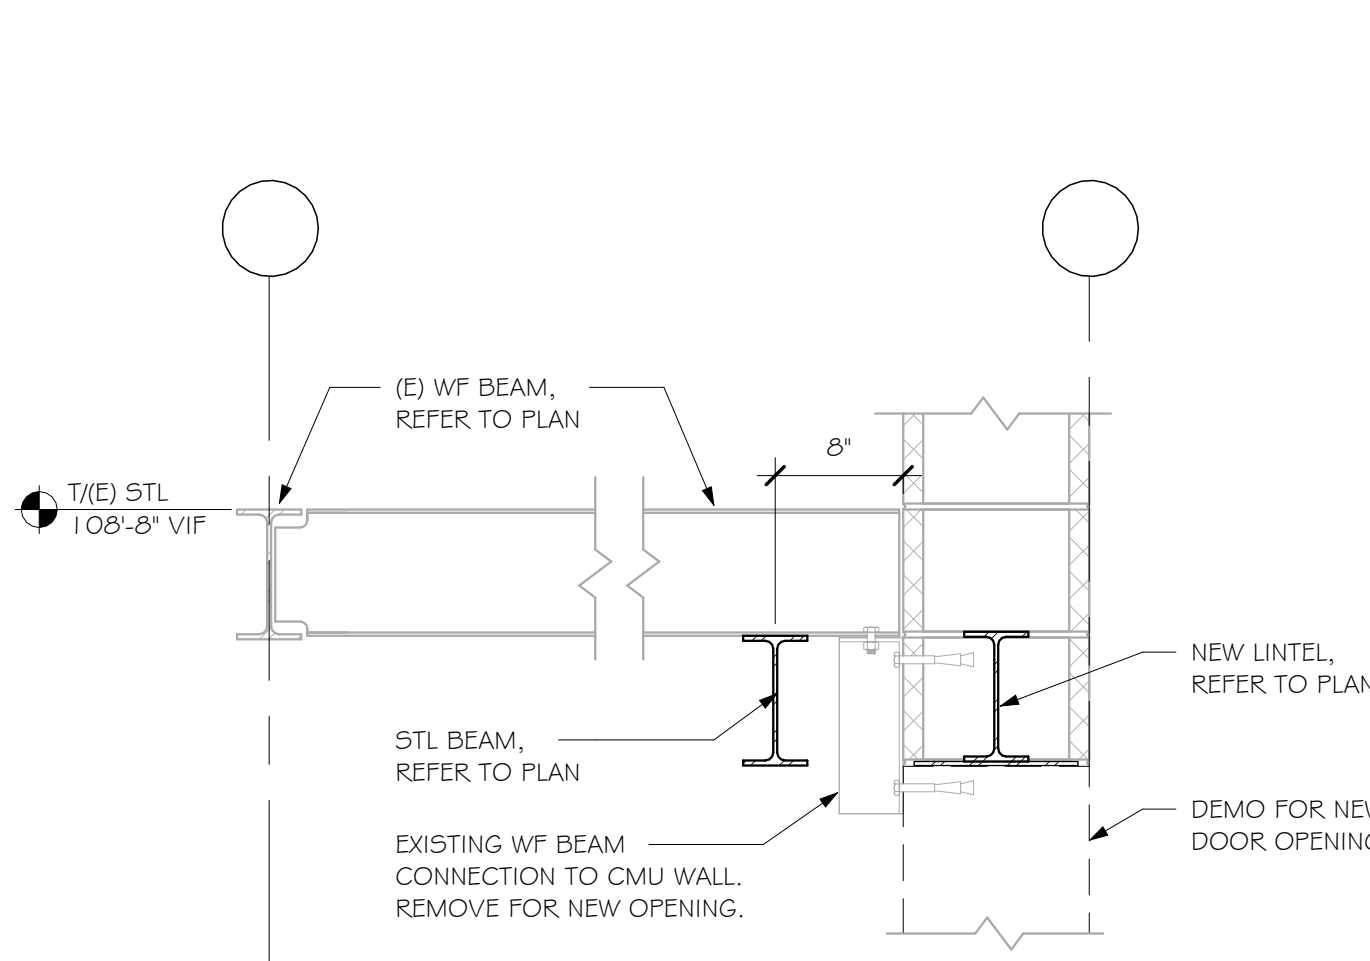 (E) WF BEAM,
REFER TO PLAN
8"
T/(E) STL
108'-8" VIF
NEW LINTEL,
REFER TO PLAN
STL BEAM,
REFER TO PLAN
DEMO FOR NEW
DOOR OPENING
EXISTING WF BEAM
CONNECTION TO CMU WALL.
REMOVE FOR NEW OPENING.